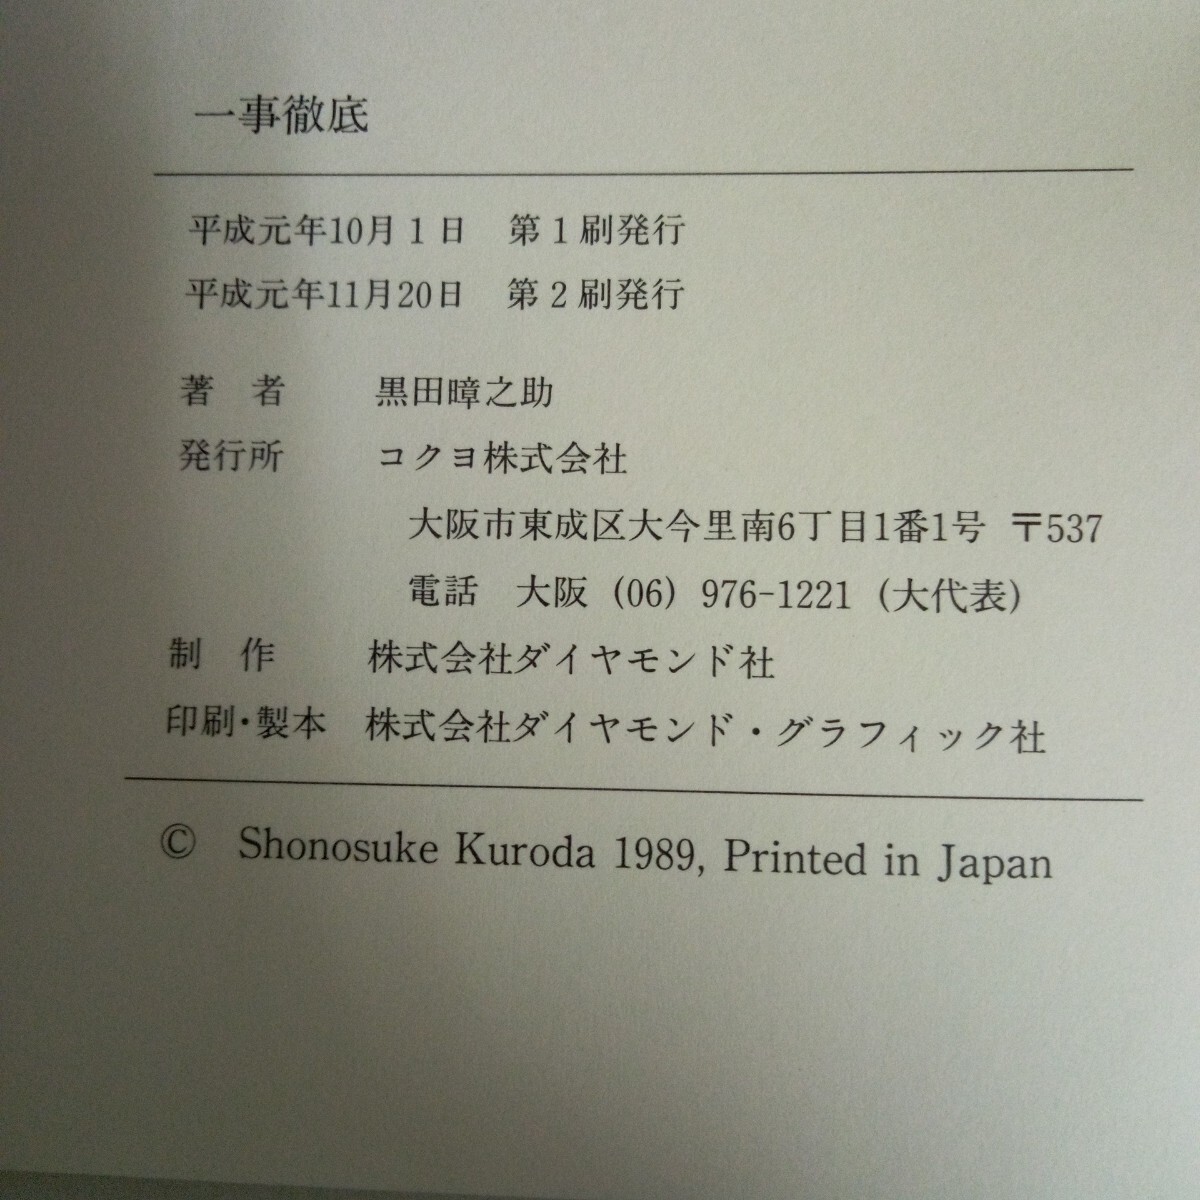 一事徹底
平成元年10月1日　第1刷発行
平成元年11月20日　第2刷発行
著　者　黒田暲之助
発行所　コクヨ株式会社
大阪市東成区大今里南6丁目1番1号 〒537
電話　大阪 (06) 976-1221 (大代表)
制　作　株式会社ダイヤモンド社
印刷・製本　株式会社ダイヤモンド・グラフィック社
©　Shonosuke Kuroda 1989, Printed in Japan